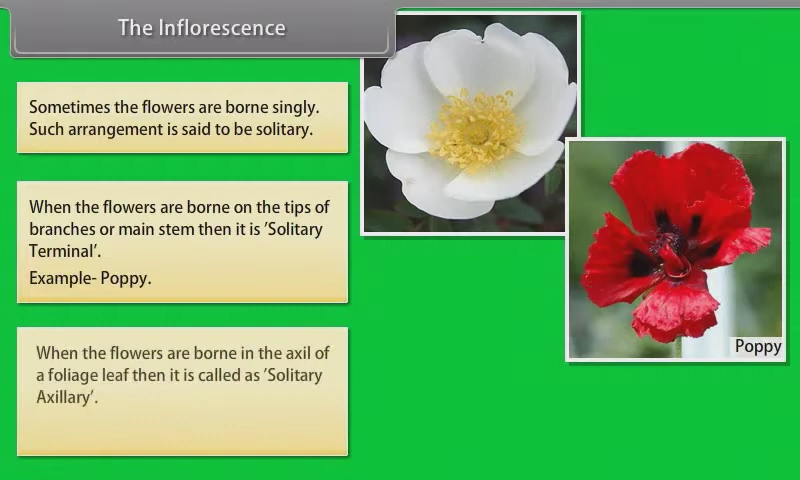 The Inflorescence
Sometimes the flowers are borne singly.
Such arrangement is said to be solitary.
When the flowers are borne on the tips of
branches or main stem then it is ’Solitary
Terminal’.
Example- Poppy.
When the flowers are borne in the axil of
a foliage leaf then it is called as ’Solitary
Axillary’.
Poppy